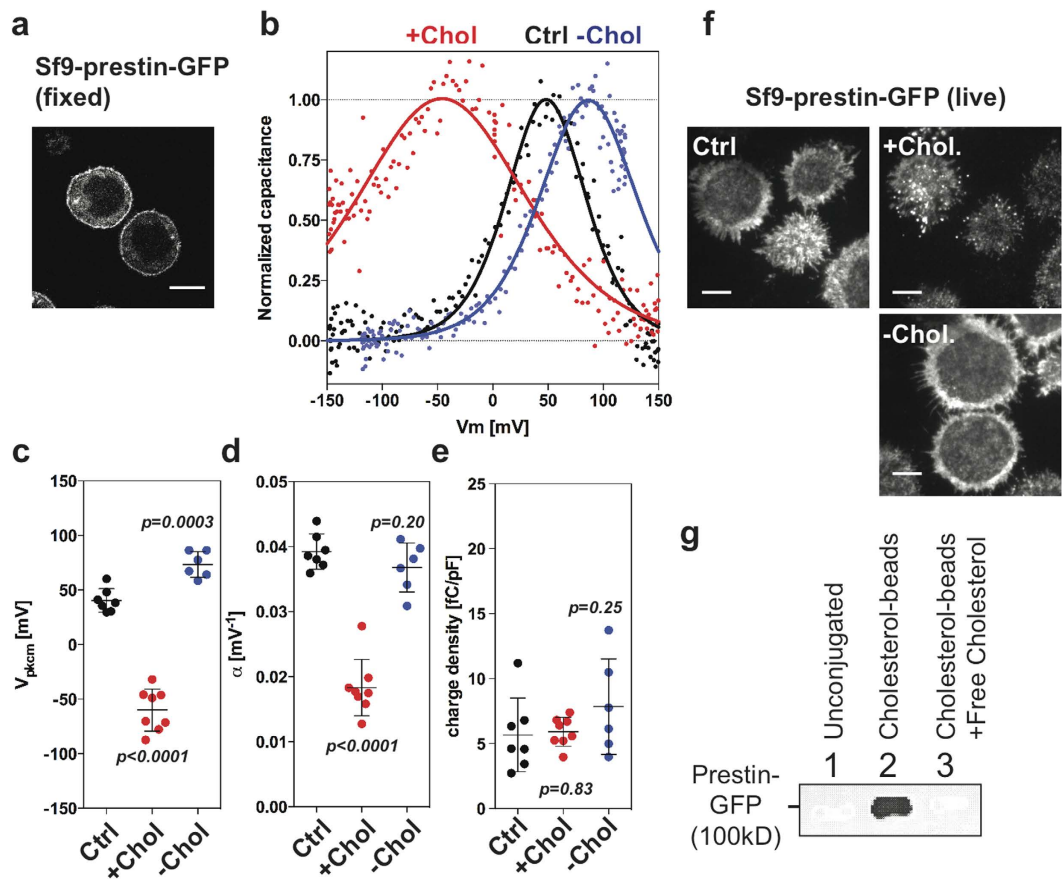 a
Sf9-prestin-GFP
(fixed)
b
+Chol Ctrl -Chol
Normalized capacitance
1.00
0.75
0.50
0.25
0.00
-150 -100 -50 0 50 100 150
Vm [mV]
f
Sf9-prestin-GFP (live)
Ctrl
+Chol.
-Chol.
c
Vpkcm [mV]
150
100
50
0
-50
-100
-150
p=0.0003
p<0.0001
Ctrl
+Chol
-Chol
d
α [mV-1]
0.05
0.04
0.03
0.02
0.01
0.00
p=0.20
p<0.0001
Ctrl
+Chol
-Chol
e
charge density [fC/pF]
25
20
15
10
5
0
p=0.25
p=0.83
Ctrl
+Chol
-Chol
g
Unconjugated
Cholesterol-beads
Cholesterol-beads
+Free Cholesterol
1 2 3
Prestin-
GFP
(100kD)